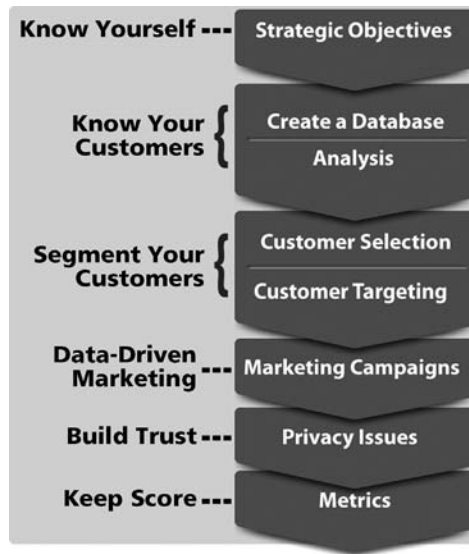 Know Yourself --- Strategic Objectives
Know Your
Customers
Create a Database
Analysis
Segment Your
Customers
Customer Selection
Customer Targeting
Data-Driven
Marketing --- Marketing Campaigns
Build Trust --- Privacy Issues
Keep Score --- Metrics